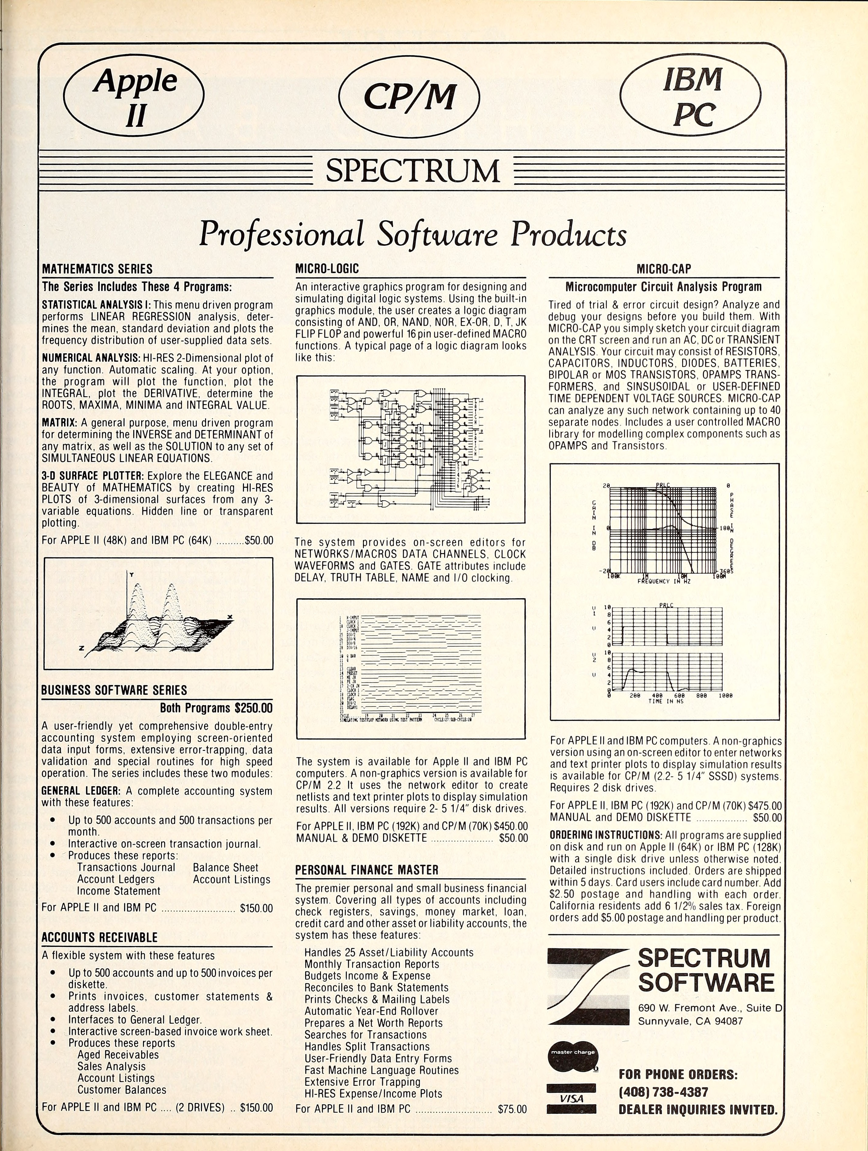 Apple
II
CP/M
IBM
PC
SPECTRUM
Professional Software Products
MATHEMATICS SERIES
The Series Includes These 4 Programs:
STATISTICAL ANALYSIS I: This menu driven program
performs LINEAR REGRESSION analysis, deter-
mines the mean, standard deviation and plots the
frequency distribution of user-supplied data sets.
NUMERICAL ANALYSIS: HI-RES 2-Dimensional plot of
any function. Automatic scaling. At your option,
the program will plot the function, plot the
INTEGRAL, plot the DERIVATIVE, determine the
ROOTS, MAXIMA, MINIMA and INTEGRAL VALUE.
MATRIX: A general purpose, menu driven program
for determining the INVERSE and DETERMINANT of
any matrix, as well as the SOLUTION to any set of
SIMULTANEOUS LINEAR EQUATIONS.
3-D SURFACE PLOTTER: Explore the ELEGANCE and
BEAUTY of MATHEMATICS by creating HI-RES
PLOTS of 3-dimensional surfaces from any 3-
variable equations. Hidden line or transparent
plotting.
For APPLE II (48K) and IBM PC (64K) ..........$50.00
Y
X
Z
BUSINESS SOFTWARE SERIES
Both Programs $250.00
A user-friendly yet comprehensive double-entry
accounting system employing screen-oriented
data input forms, extensive error-trapping, data
validation and special routines for high speed
operation. The series includes these two modules:
GENERAL LEDGER: A complete accounting system
with these features:
• Up to 500 accounts and 500 transactions per
month.
• Interactive on-screen transaction journal.
• Produces these reports:
Transactions Journal Balance Sheet
Account Ledgers Account Listings
Income Statement
For APPLE II and IBM PC .......................... $150.00
ACCOUNTS RECEIVABLE
A flexible system with these features
• Up to 500 accounts and up to 500 invoices per
diskette.
• Prints invoices, customer statements &
address labels.
• Interfaces to General Ledger.
• Interactive screen-based invoice work sheet.
• Produces these reports
Aged Receivables
Sales Analysis
Account Listings
Customer Balances
For APPLE II and IBM PC .... (2 DRIVES) .. $150.00
MICRO-LOGIC
An interactive graphics program for designing and
simulating digital logic systems. Using the built-in
graphics module, the user creates a logic diagram
consisting of AND, OR, NAND, NOR, EX-OR, D, T, JK
FLIP FLOP and powerful 16 pin user-defined MACRO
functions. A typical page of a logic diagram looks
like this:
The system provides on-screen editors for
NETWORKS/MACROS DATA CHANNELS, CLOCK
WAVEFORMS and GATES. GATE attributes include
DELAY, TRUTH TABLE, NAME and I/O clocking.
The system is available for Apple II and IBM PC
computers. A non-graphics version is available for
CP/M 2.2 It uses the network editor to create
netlists and text printer plots to display simulation
results. All versions require 2- 5 1/4" disk drives.
For APPLE II, IBM PC (192K) and CP/M (70K) $450.00
MANUAL & DEMO DISKETTE ...................... $50.00
PERSONAL FINANCE MASTER
The premier personal and small business financial
system. Covering all types of accounts including
check registers, savings, money market, loan,
credit card and other asset or liability accounts, the
system has these features:
Handles 25 Asset/Liability Accounts
Monthly Transaction Reports
Budgets Income & Expense
Reconciles to Bank Statements
Prints Checks & Mailing Labels
Automatic Year-End Rollover
Prepares a Net Worth Reports
Searches for Transactions
Handles Split Transactions
User-Friendly Data Entry Forms
Fast Machine Language Routines
Extensive Error Trapping
HI-RES Expense/Income Plots
For APPLE II and IBM PC ........................... $75.00
MICRO-CAP
Microcomputer Circuit Analysis Program
Tired of trial & error circuit design? Analyze and
debug your designs before you build them. With
MICRO-CAP you simply sketch your circuit diagram
on the CRT screen and run an AC, DC or TRANSIENT
ANALYSIS. Your circuit may consist of RESISTORS,
CAPACITORS, INDUCTORS, DIODES, BATTERIES,
BIPOLAR or MOS TRANSISTORS, OPAMPS TRANS-
FORMERS, and SINSUSOIDAL or USER-DEFINED
TIME DEPENDENT VOLTAGE SOURCES. MICRO-CAP
can analyze any such network containing up to 40
separate nodes. Includes a user controlled MACRO
library for modelling complex components such as
OPAMPS and Transistors.
PRLC
GAIN IN DB
FREQUENCY IN HZ
PRLC
0 200 400 600 800 1000
TIME IN NS
For APPLE II and IBM PC computers. A non-graphics
version using an on-screen editor to enter networks
and text printer plots to display simulation results
is available for CP/M (2.2- 5 1/4" SSSD) systems.
Requires 2 disk drives.
For APPLE II, IBM PC (192K) and CP/M (70K) $475.00
MANUAL and DEMO DISKETTE .................. $50.00
ORDERING INSTRUCTIONS: All programs are supplied
on disk and run on Apple II (64K) or IBM PC (128K)
with a single disk drive unless otherwise noted.
Detailed instructions included. Orders are shipped
within 5 days. Card users include card number. Add
$2.50 postage and handling with each order.
California residents add 6 1/2% sales tax. Foreign
orders add $5.00 postage and handling per product.
SPECTRUM
SOFTWARE
690 W. Fremont Ave., Suite D
Sunnyvale, CA 94087
master charge
VISA
FOR PHONE ORDERS:
(408) 738-4387
DEALER INQUIRIES INVITED.